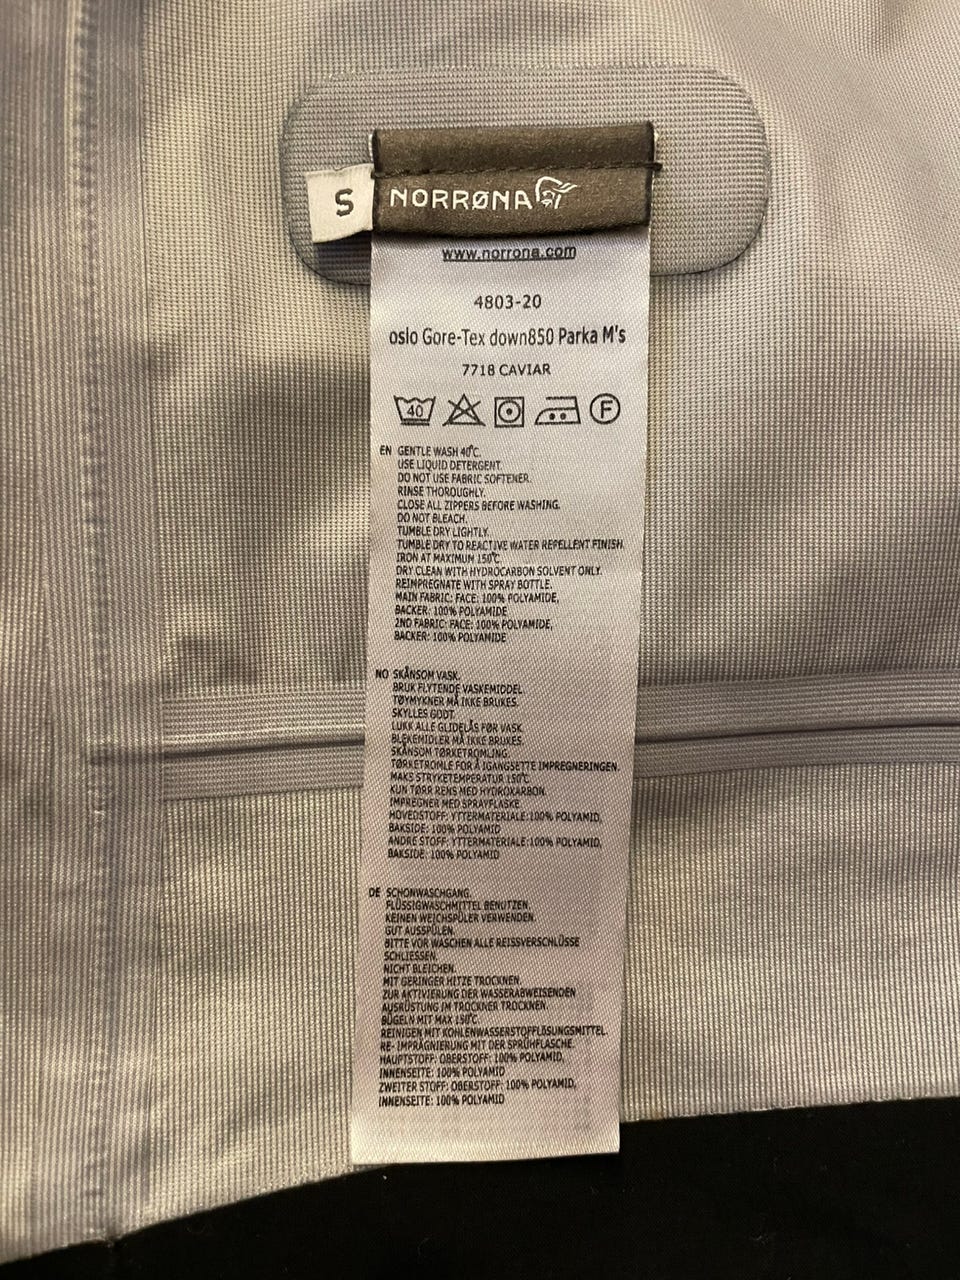 S
NORRØNA
www.norrona.com
4803-20
oslo Gore-Tex down850 Parka M's
7718 CAVIAR
40 F
EN GENTLE WASH 40°C.
USE LIQUID DETERGENT.
DO NOT USE FABRIC SOFTENER.
RINSE THOROUGHLY.
CLOSE ALL ZIPPERS BEFORE WASHING.
DO NOT BLEACH.
TUMBLE DRY LIGHTLY.
TUMBLE DRY TO REACTIVE WATER REPELLENT FINISH.
IRON AT MAXIMUM 150°C.
DRY CLEAN WITH HYDROCARBON SOLVENT ONLY.
REIMPREGNATE WITH SPRAY BOTTLE.
MAIN FABRIC: FACE: 100% POLYAMIDE,
BACKER: 100% POLYAMIDE
2ND FABRIC: FACE: 100% POLYAMIDE,
BACKER: 100% POLYAMIDE
NO SKÅNSOM VASK.
BRUK FLYTENDE VASKEMIDDEL.
TØYMYKNER MÅ IKKE BRUKES.
SKYLLES GODT.
LUKK ALLE GLIDELÅS FØR VASK.
BLEKEMIDLER MÅ IKKE BRUKES.
SKÅNSOM TØRKETROMLING.
TØRKETROMLE FOR Å IGANGSETTE IMPREGNERINGEN.
MAKS STRYKETEMPERATUR 150°C.
KUN TØRR RENS MED HYDROKARBON.
IMPREGNER MED SPRAYFLASKE.
HOVEDSTOFF: YTTERMATERIALE:100% POLYAMID,
BAKSIDE: 100% POLYAMID
ANDRE STOFF: YTTERMATERIALE:100% POLYAMID,
BAKSIDE: 100% POLYAMID
DE SCHONWASCHGANG.
FLÜSSIGWASCHMITTEL BENUTZEN.
KEINEN WEICHSPÜLER VERWENDEN.
GUT AUSSPÜLEN.
BITTE VOR WASCHEN ALLE REISSVERSCHLÜSSE
SCHLIESSEN.
NICHT BLEICHEN.
MIT GERINGER HITZE TROCKNEN.
ZUR AKTIVIERUNG DER WASSERABWEISENDEN
AUSRÜSTUNG IM TROCKNER TROCKNEN.
BÜGELN MIT MAX 150°C.
REINIGEN MIT KOHLENWASSERSTOFFLÖSUNGSMITTEL.
RE- IMPRÄGNIERUNG MIT DER SPRÜHFLASCHE.
HAUPTSTOFF: OBERSTOFF: 100% POLYAMID,
INNENSEITE: 100% POLYAMID
ZWEITER STOFF: OBERSTOFF: 100% POLYAMID,
INNENSEITE: 100% POLYAMID